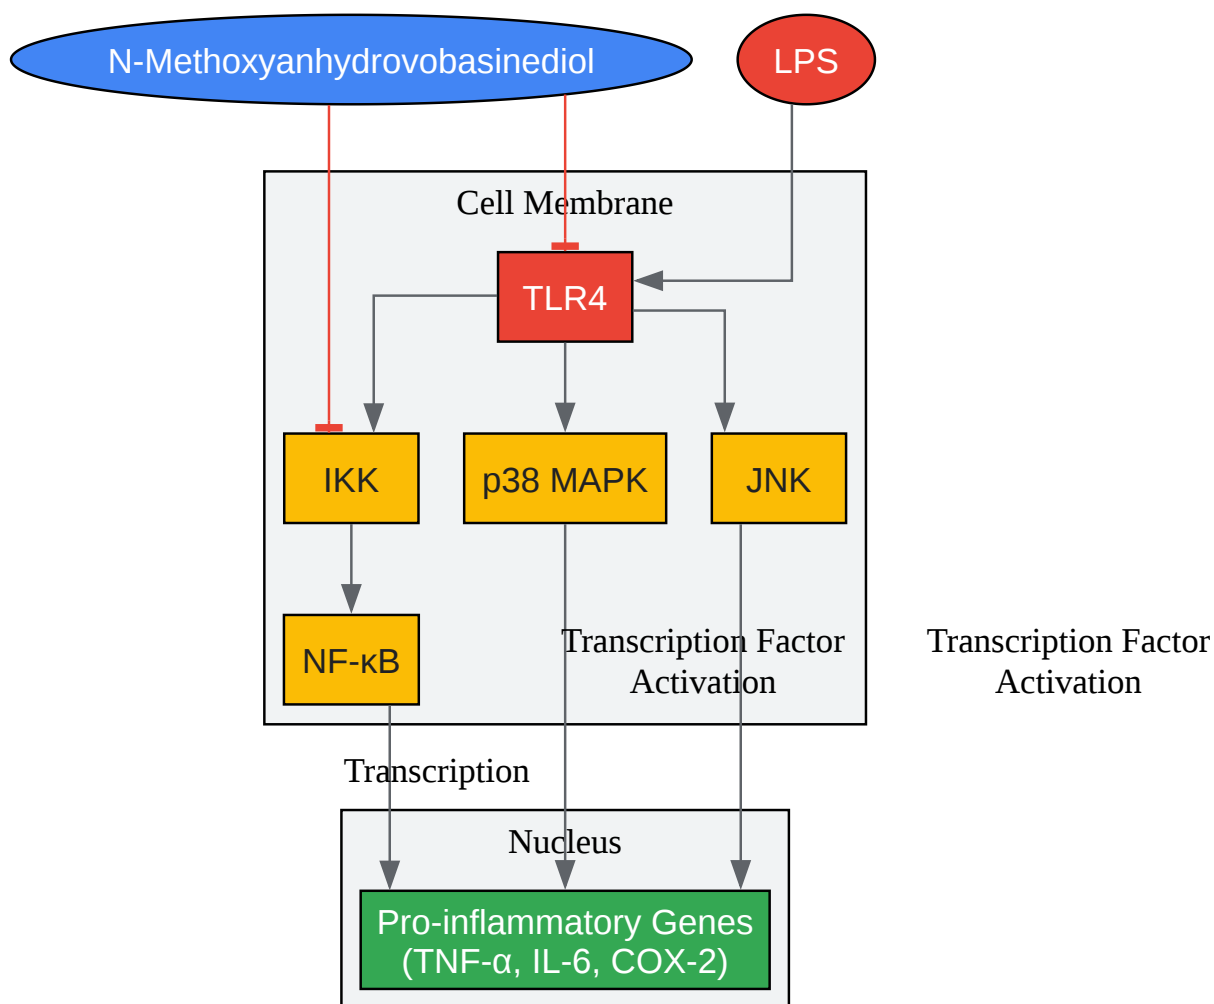 N-Methoxyanhydrovobasinediol
LPS
Cell Membrane
TLR4
IKK
p38 MAPK
JNK
NF-κB
Transcription Factor
Activation
Transcription Factor
Activation
Transcription
Nucleus
Pro-inflammatory Genes
(TNF-α, IL-6, COX-2)